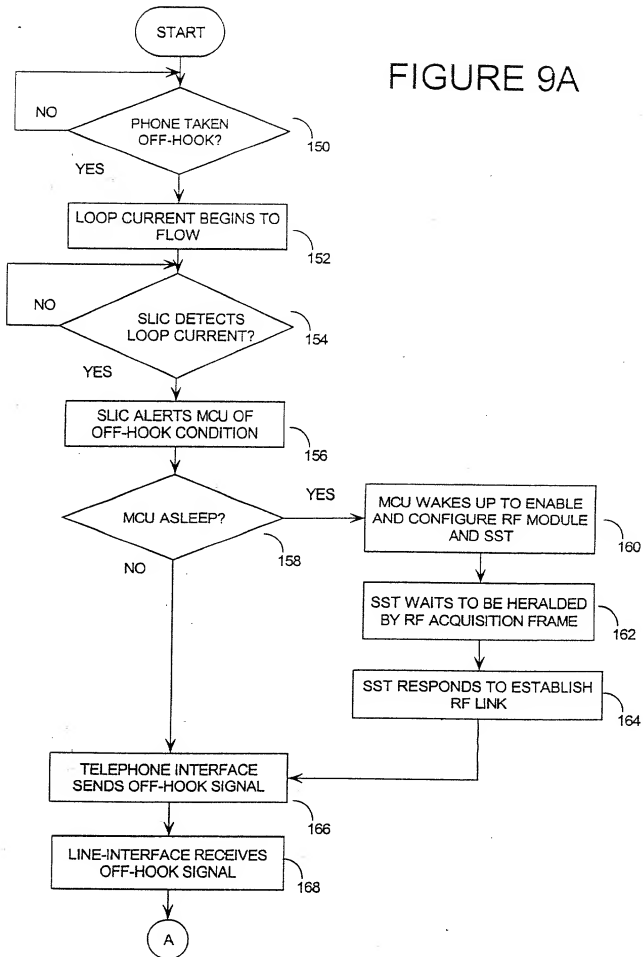 START
FIGURE 9A
NO
PHONE TAKEN
OFF-HOOK?
150
YES
LOOP CURRENT BEGINS TO
FLOW
152
NO
SLIC DETECTS
LOOP CURRENT?
154
YES
SLIC ALERTS MCU OF
OFF-HOOK CONDITION
156
MCU ASLEEP?
158
YES
NO
MCU WAKES UP TO ENABLE
AND CONFIGURE RF MODULE
AND SST
160
SST WAITS TO BE HERALDED
BY RF ACQUISITION FRAME
162
SST RESPONDS TO ESTABLISH
RF LINK
164
TELEPHONE INTERFACE
SENDS OFF-HOOK SIGNAL
166
LINE-INTERFACE RECEIVES
OFF-HOOK SIGNAL
168
A